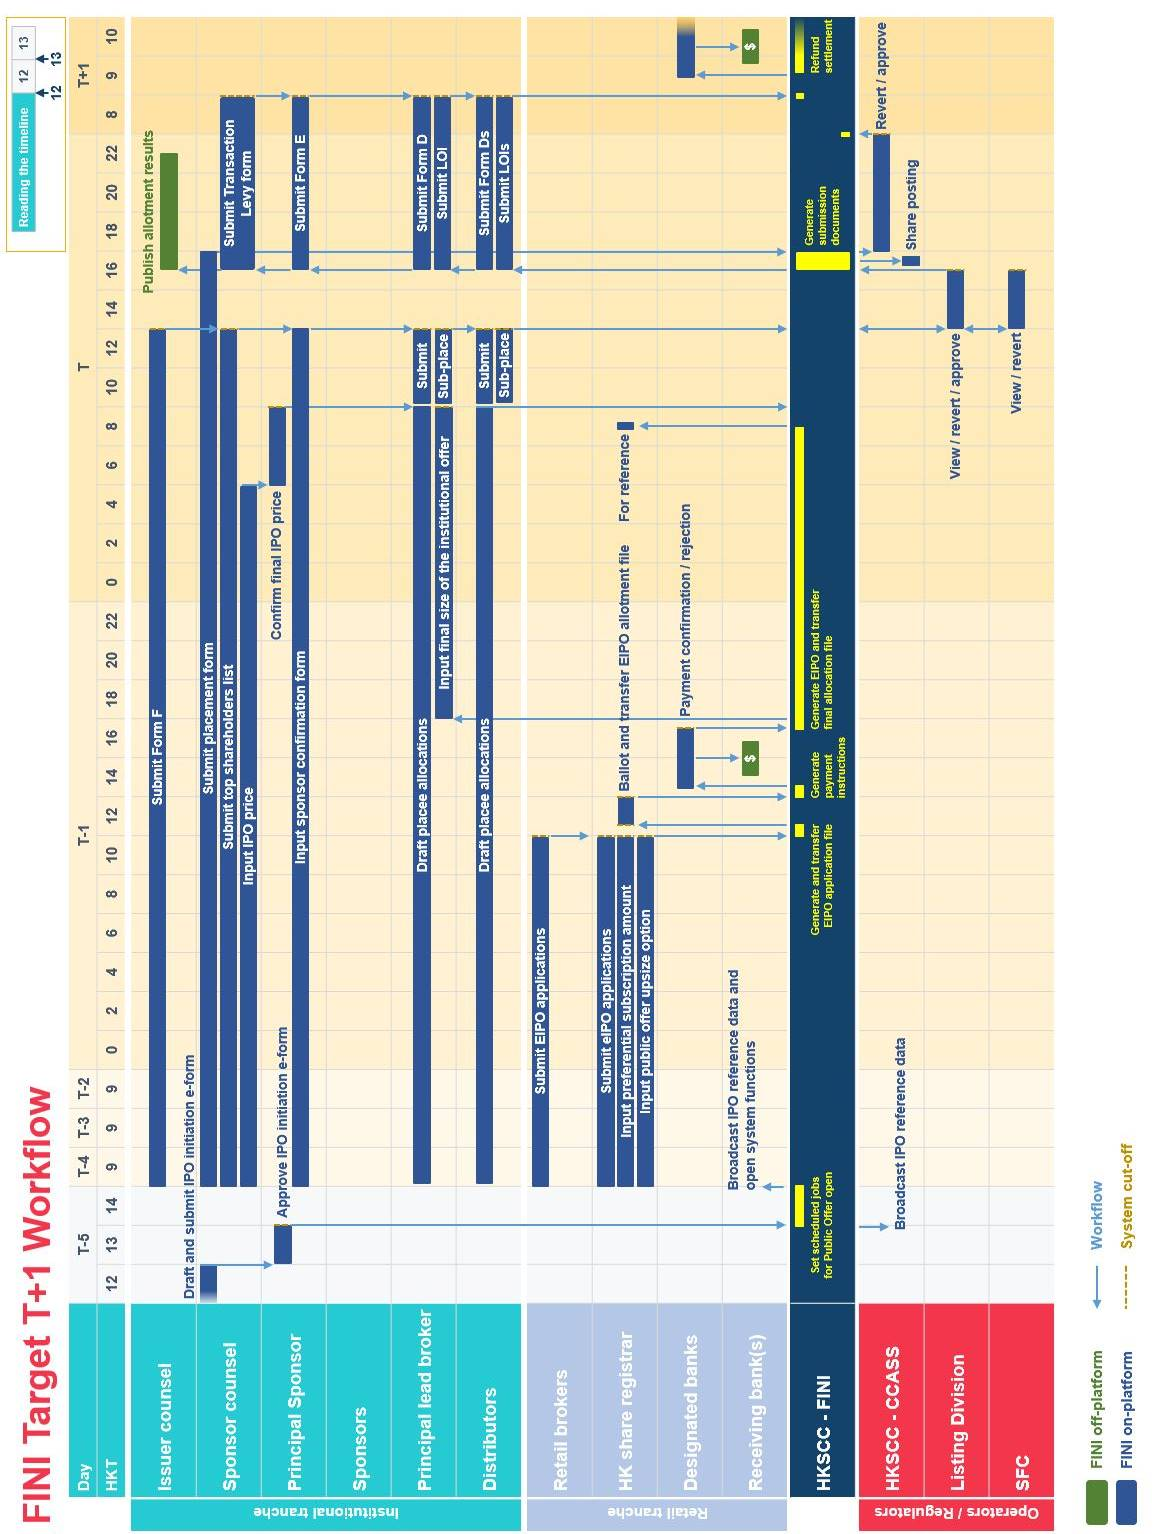 FINI Target T+1 Workflow
Reading the timeline
12
13
12
13
Day
T-5
T-4
T-3
T-2
T-1
T
T+1
HKT
12
13
14
9
9
9
0
2
4
6
8
10
12
14
16
18
20
22
0
2
4
6
8
10
12
14
16
18
20
22
8
9
10
Institutional tranche
Issuer counsel
Submit Form F
Publish allotment results
Sponsor counsel
Draft and submit IPO initiation e-form
Submit placement form
Submit top shareholders list
Input IPO price
Submit Transaction
Levy form
Principal Sponsor
Approve IPO initiation e-form
Confirm final IPO price
Input sponsor confirmation form
Submit Form E
Sponsors
Principal lead broker
Draft placee allocations
Submit
Submit Form D
Input final size of the institutional offer
Sub-place
Submit LOI
Distributors
Draft placee allocations
Submit
Submit Form Ds
Sub-place
Submit LOIs
Retail tranche
Retail brokers
Submit EIPO applications
HK share registrar
Submit eIPO applications
Input preferential subscription amount
Input public offer upsize option
Ballot and transfer EIPO allotment file
For reference
Designated banks
Payment confirmation / rejection
Receiving bank(s)
Broadcast IPO reference data and
open system functions
$
$
HKSCC - FINI
Set scheduled jobs
for Public Offer open
Generate and transfer
EIPO application file
Generate
payment
instructions
Generate EIPO and transfer
final allocation file
Generate
submission
documents
Refund
settlement
Operators / Regulators
HKSCC - CCASS
Broadcast IPO reference data
Share posting
Revert / approve
Listing Division
View / revert / approve
SFC
View / revert
FINI off-platform
Workflow
FINI on-platform
System cut-off